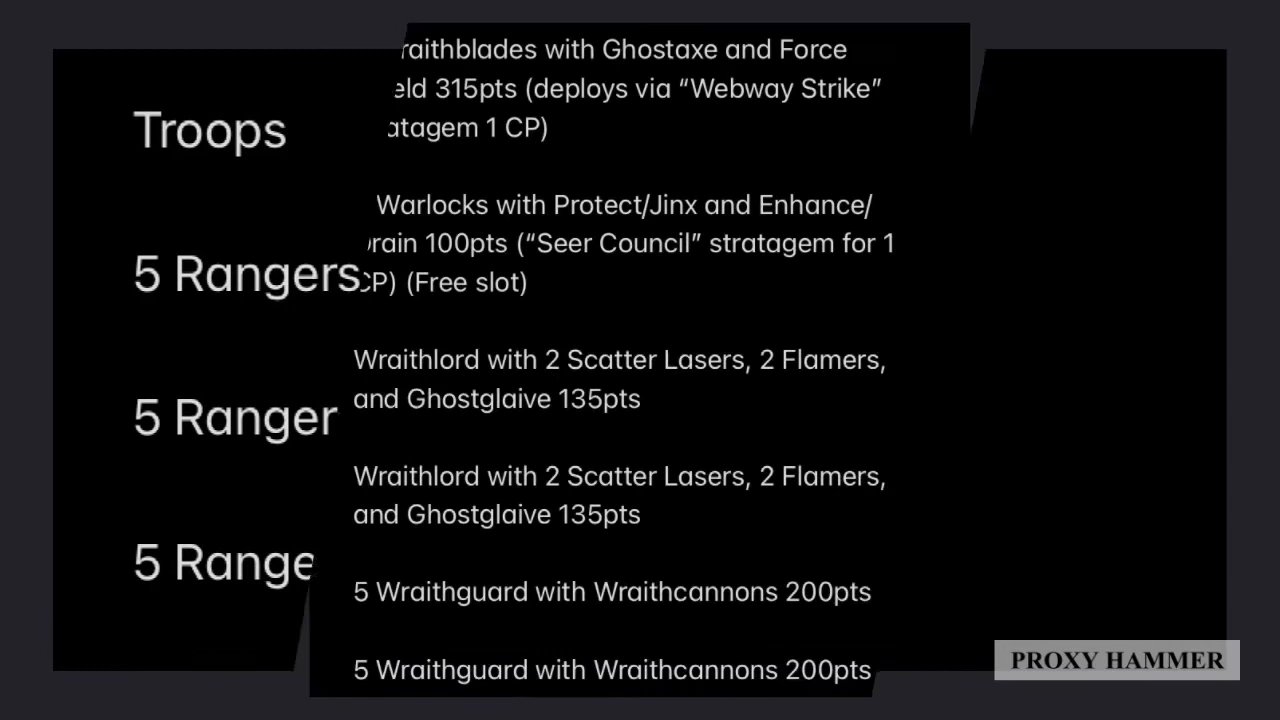 Troops
5 Rangers
5 Ranger
5 Range
raithblades with Ghostaxe and Force
eld 315pts (deploys via “Webway Strike”
atagem 1 CP)
Warlocks with Protect/Jinx and Enhance/
rain 100pts (“Seer Council” stratagem for 1
CP) (Free slot)
Wraithlord with 2 Scatter Lasers, 2 Flamers,
and Ghostglaive 135pts
Wraithlord with 2 Scatter Lasers, 2 Flamers,
and Ghostglaive 135pts
5 Wraithguard with Wraithcannons 200pts
5 Wraithguard with Wraithcannons 200pts
PROXY HAMMER